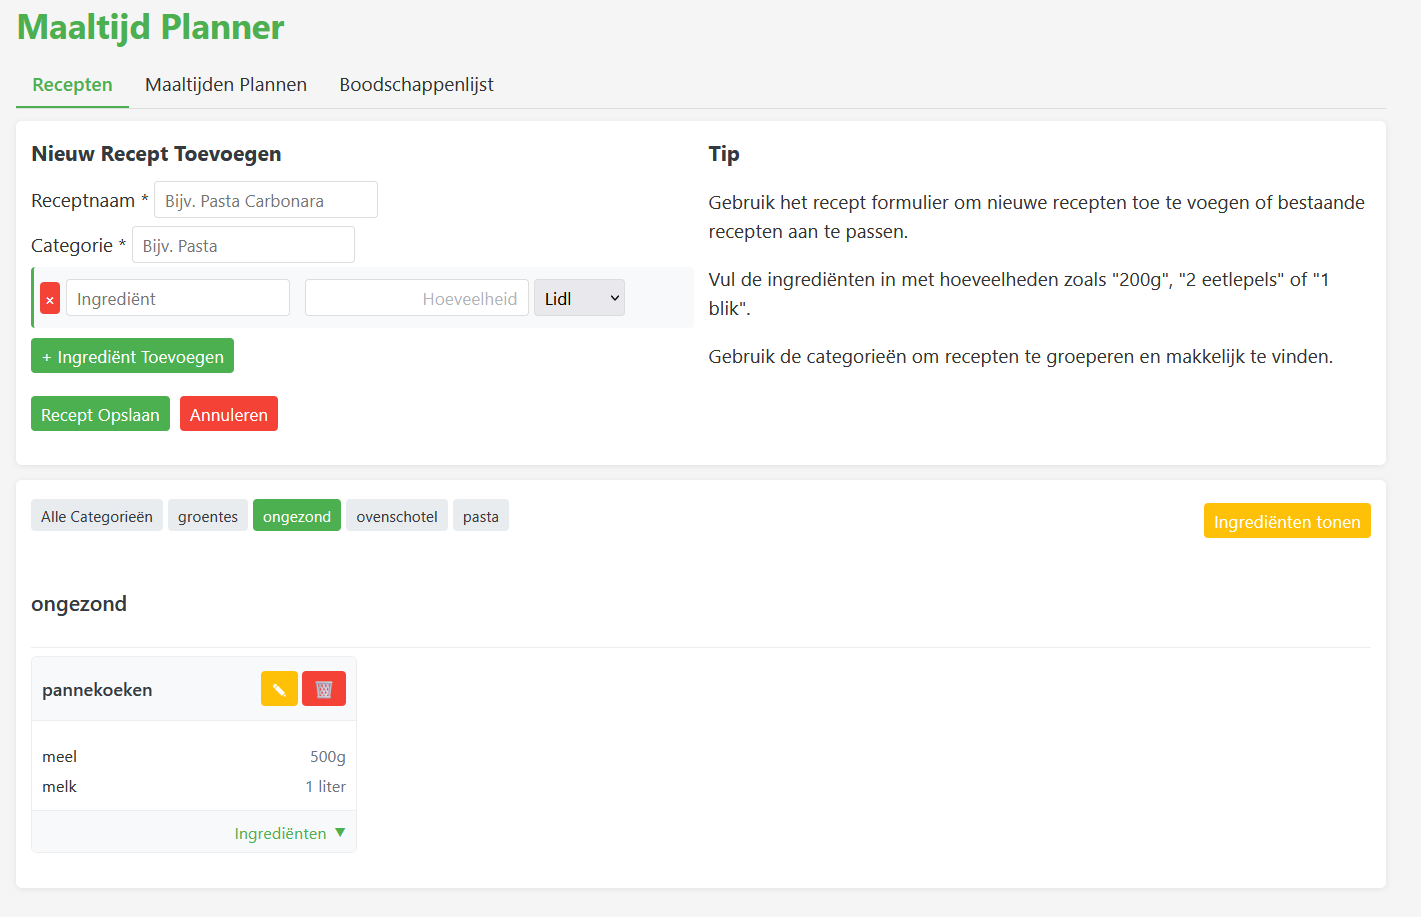 Maaltijd Planner
Recepten Maaltijden Plannen Boodschappenlijst
Nieuw Recept Toevoegen
Receptnaam * Bijv. Pasta Carbonara
Categorie * Bijv. Pasta
× Ingrediënt Hoeveelheid Lidl
+ Ingrediënt Toevoegen
Recept Opslaan Annuleren
Tip
Gebruik het recept formulier om nieuwe recepten toe te voegen of bestaande
recepten aan te passen.
Vul de ingrediënten in met hoeveelheden zoals "200g", "2 eetlepels" of "1
blik".
Gebruik de categorieën om recepten te groeperen en makkelijk te vinden.
Alle Categorieën groentes ongezond ovenschotel pasta Ingrediënten tonen
ongezond
pannekoeken
meel 500g
melk 1 liter
Ingrediënten ▼